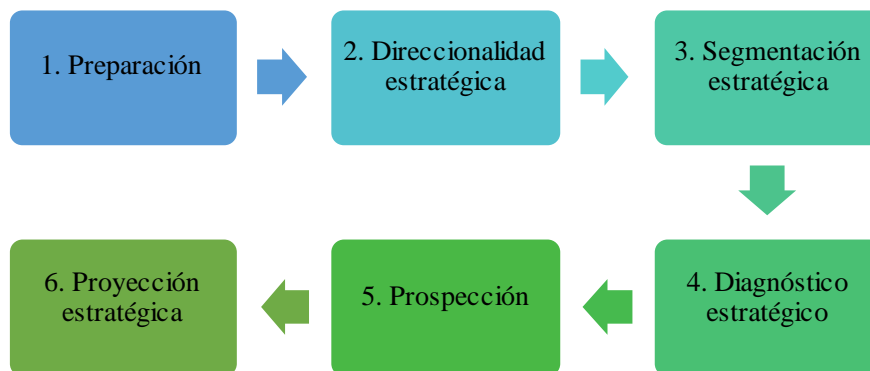 1. Preparación
2. Direccionalidad
estratégica
3. Segmentación
estratégica
4. Diagnóstico
estratégico
5. Prospección
6. Proyección
estratégica